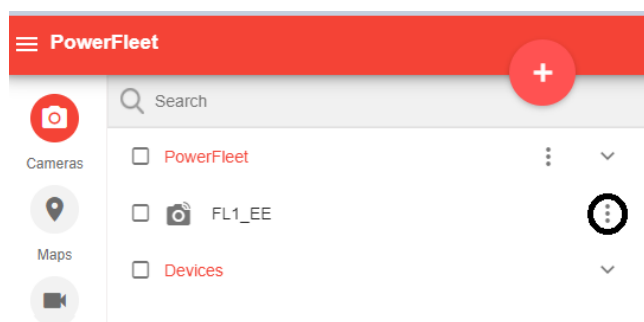 PowerFleet
+
Search
Cameras
PowerFleet
FL1_EE
Maps
Devices